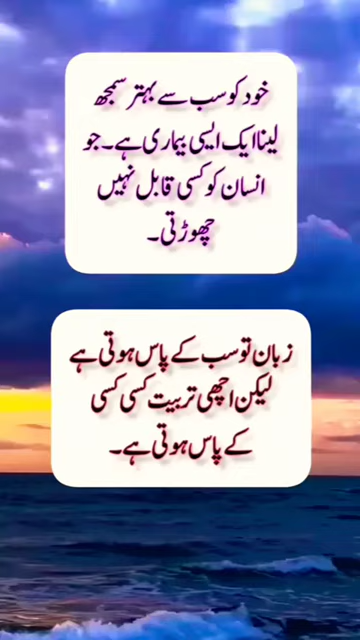 خود کو سب سے بہتر سمجھ
لینا ایک ایسی بیماری ہے۔ جو
انسان کو کسی قابل نہیں
چھوڑتی۔
زبان تو سب کے پاس ہوتی ہے
لیکن اچھی تربیت کسی کسی
کے پاس ہوتی ہے۔